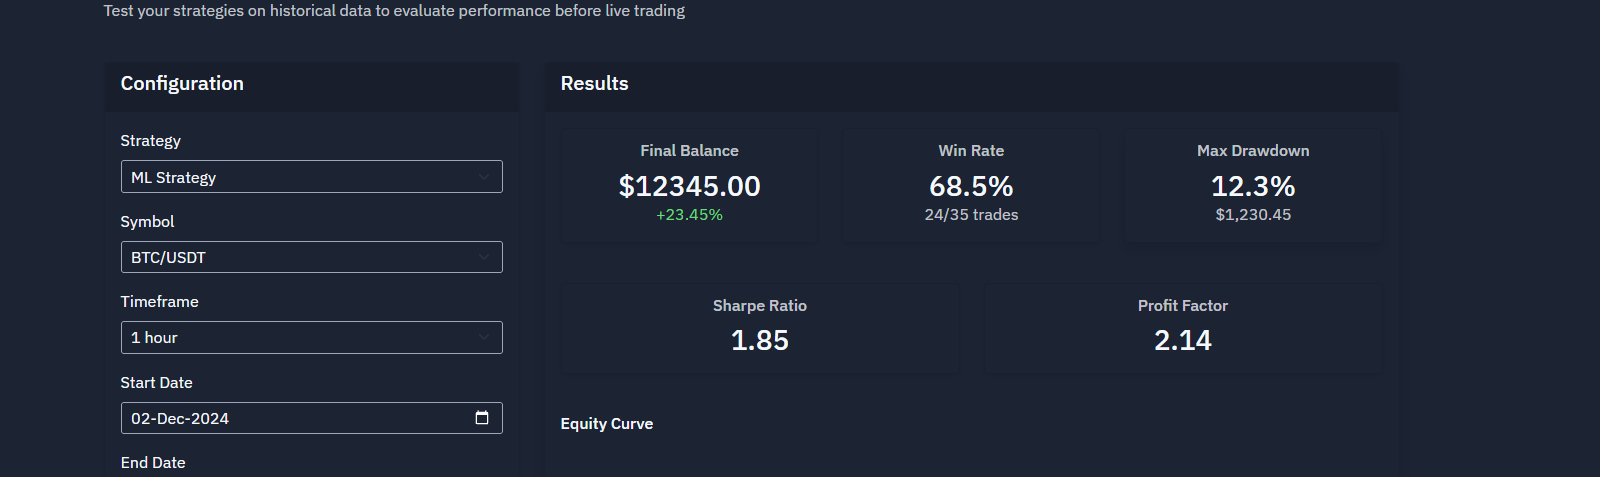 Test your strategies on historical data to evaluate performance before live trading
Configuration
Strategy
ML Strategy
Symbol
BTC/USDT
Timeframe
1 hour
Start Date
02-Dec-2024
End Date
Results
Final Balance
$12345.00
+23.45%
Win Rate
68.5%
24/35 trades
Max Drawdown
12.3%
$1,230.45
Sharpe Ratio
1.85
Profit Factor
2.14
Equity Curve